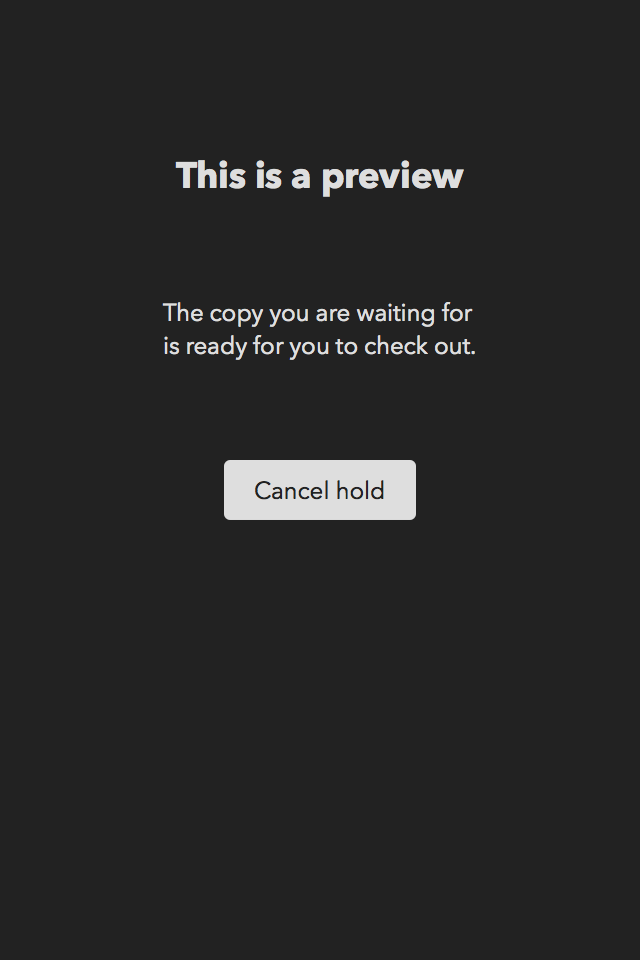 This is a preview
The copy you are waiting for
is ready for you to check out.
Cancel hold